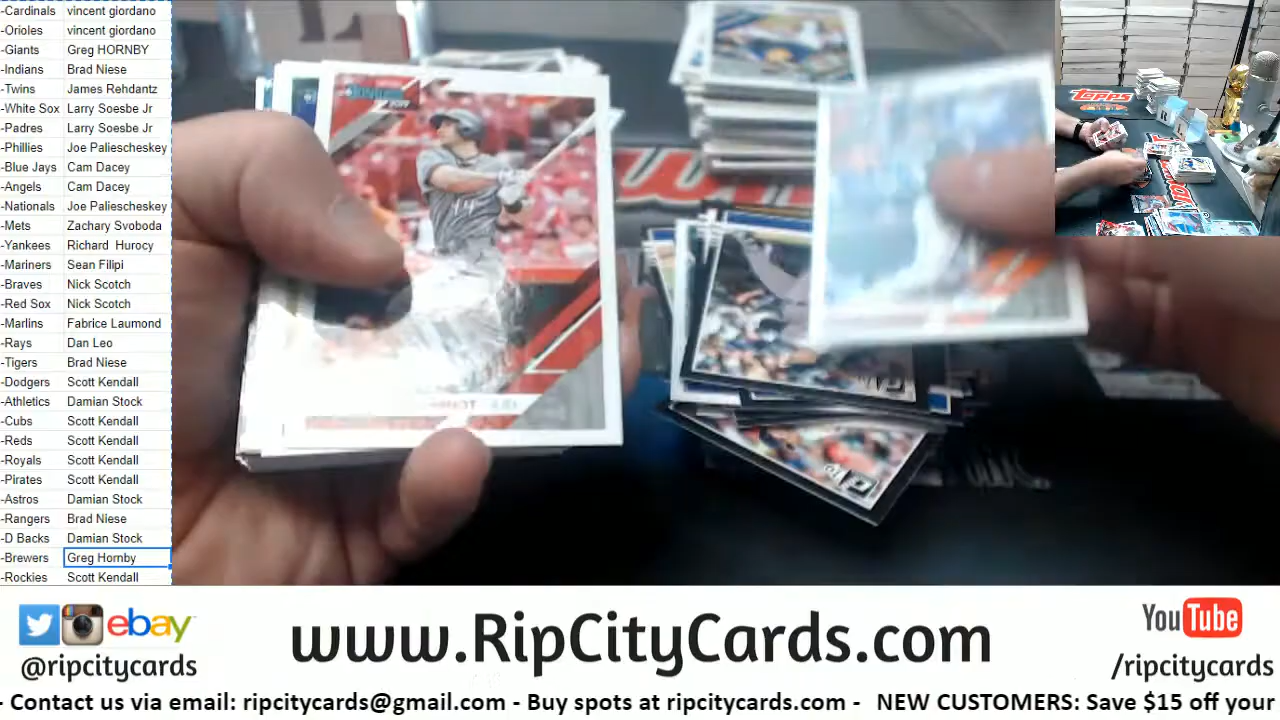 -Cardinals vincent giordano
-Orioles vincent giordano
-Giants Greg HORNBY
-Indians Brad Niese
-Twins James Rehdantz
-White Sox Larry Soesbe Jr
-Padres Larry Soesbe Jr
-Phillies Joe Paliescheskey
-Blue Jays Cam Dacey
-Angels Cam Dacey
-Nationals Joe Paliescheskey
-Mets Zachary Svoboda
-Yankees Richard Hurocy
-Mariners Sean Filipi
-Braves Nick Scotch
-Red Sox Nick Scotch
-Marlins Fabrice Laumond
-Rays Dan Leo
-Tigers Brad Niese
-Dodgers Scott Kendall
-Athletics Damian Stock
-Cubs Scott Kendall
-Reds Scott Kendall
-Royals Scott Kendall
-Pirates Scott Kendall
-Astros Damian Stock
-Rangers Brad Niese
-D Backs Damian Stock
-Brewers Greg Hornby
-Rockies Scott Kendall
TOPPS
ebay
@ripcitycards
www.RipCityCards.com
YouTube
/ripcitycards
- Contact us via email: ripcitycards@gmail.com - Buy spots at ripcitycards.com - NEW CUSTOMERS: Save $15 off your